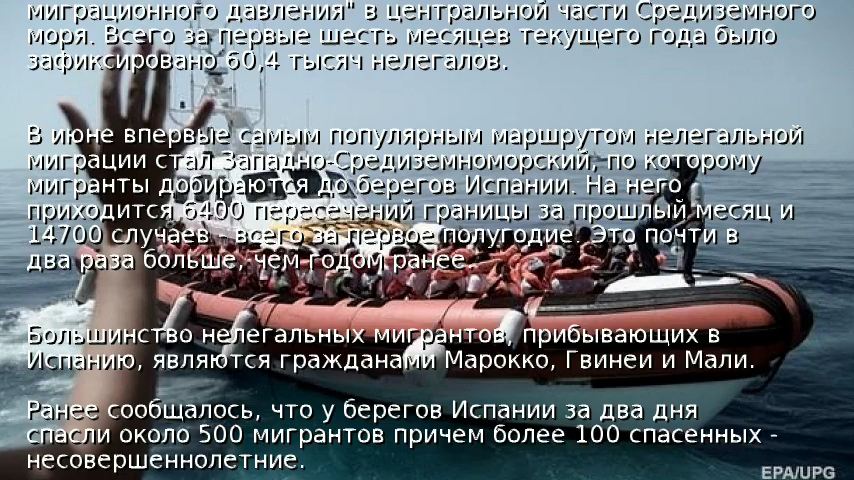 миграционного давления" в центральной части Средиземного
моря. Всего за первые шесть месяцев текущего года было
зафиксировано 60,4 тысяч нелегалов.
В июне впервые самым популярным маршрутом нелегальной
миграции стал Западно-Средиземноморский, по которому
мигранты добираются до берегов Испании. На него
приходится 6400 пересечений границы за прошлый месяц и
14700 случаев - всего за первое полугодие. Это почти в
два раза больше, чем годом ранее.
Большинство нелегальных мигрантов, прибывающих в
Испанию, являются гражданами Марокко, Гвинеи и Мали.
Ранее сообщалось, что у берегов Испании за два дня
спасли около 500 мигрантов причем более 100 спасенных -
несовершеннолетние.
EPA/UPG